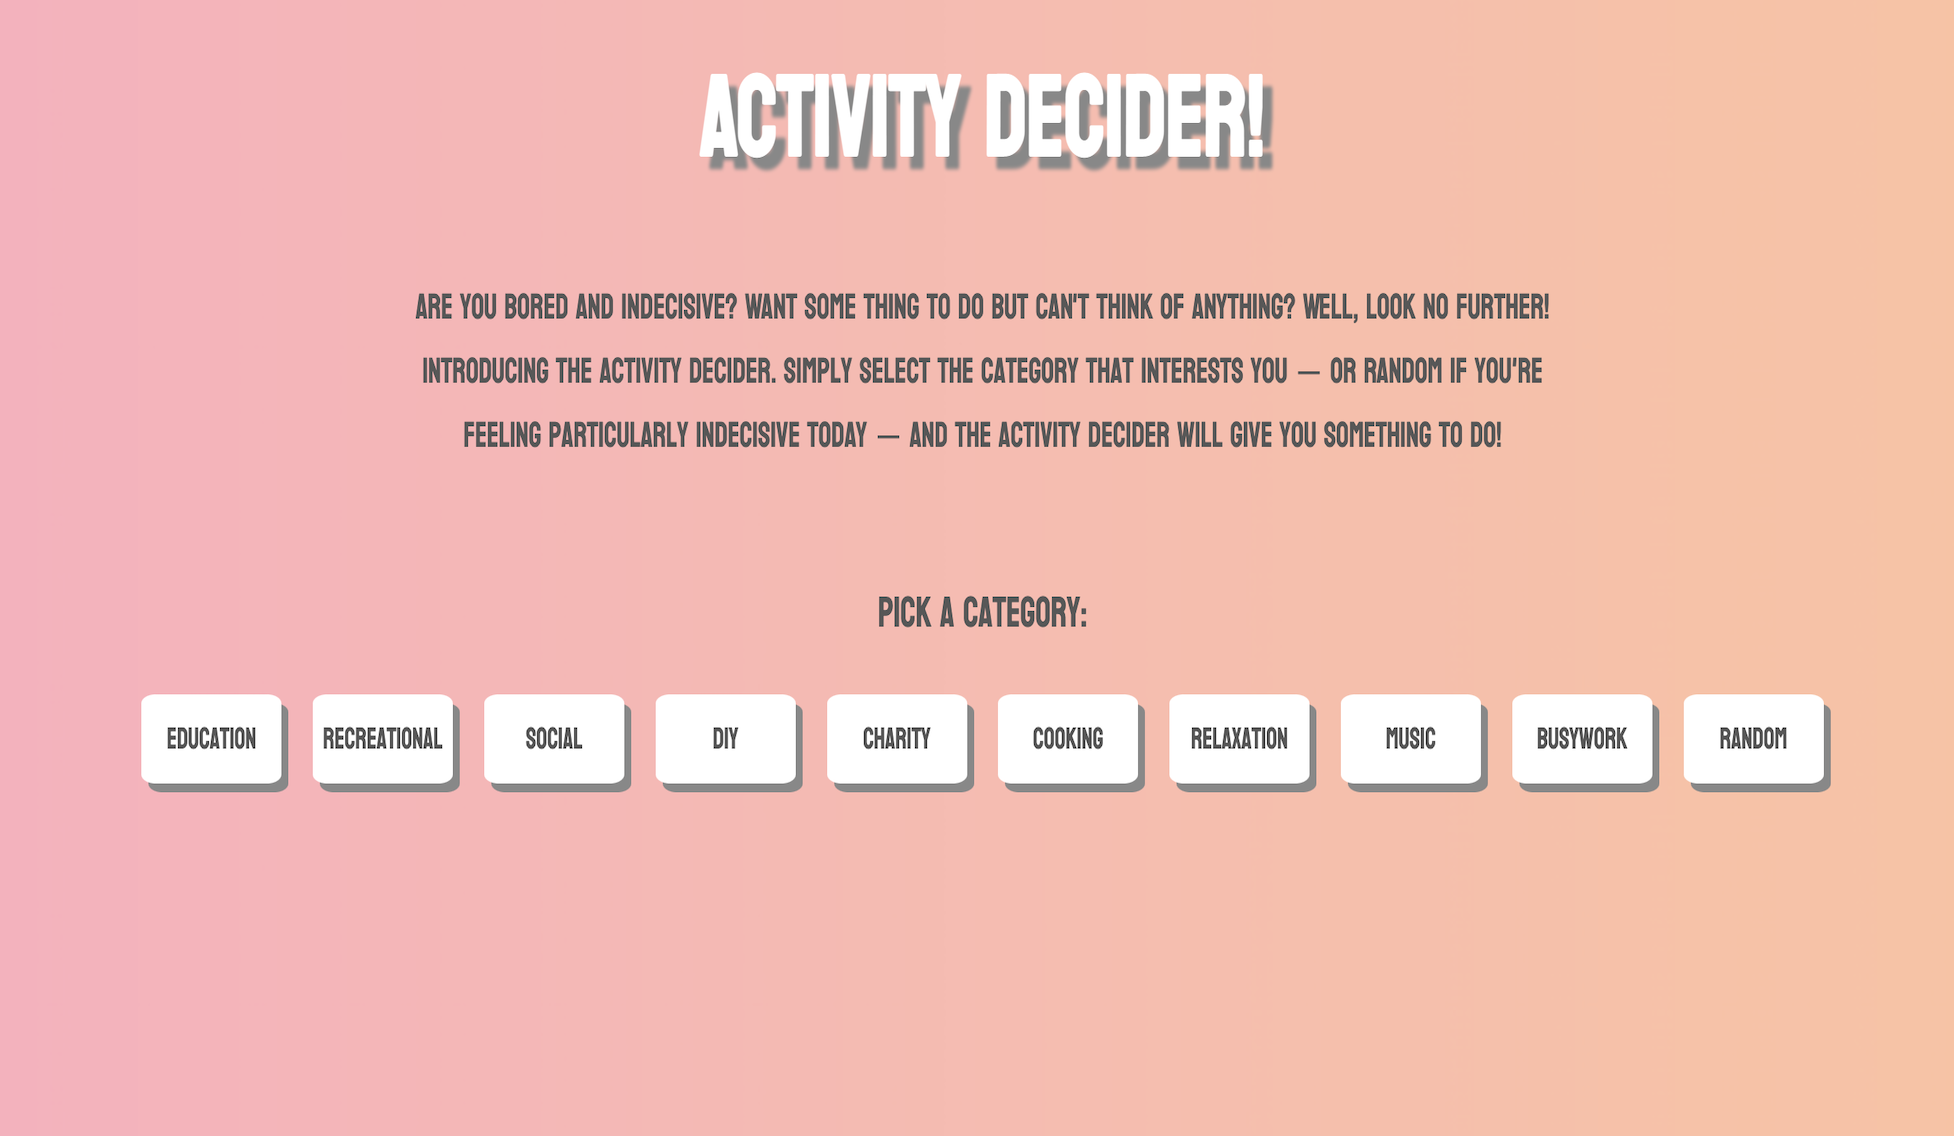 ACTIVITY DECIDER!
ARE YOU BORED AND INDECISIVE? WANT SOME THING TO DO BUT CAN'T THINK OF ANYTHING? WELL, LOOK NO FURTHER!
INTRODUCING THE ACTIVITY DECIDER. SIMPLY SELECT THE CATEGORY THAT INTERESTS YOU — OR RANDOM IF YOU'RE
FEELING PARTICULARLY INDECISIVE TODAY — AND THE ACTIVITY DECIDER WILL GIVE YOU SOMETHING TO DO!
PICK A CATEGORY:
EDUCATION RECREATIONAL SOCIAL DIY CHARITY COOKING RELAXATION MUSIC BUSYWORK RANDOM